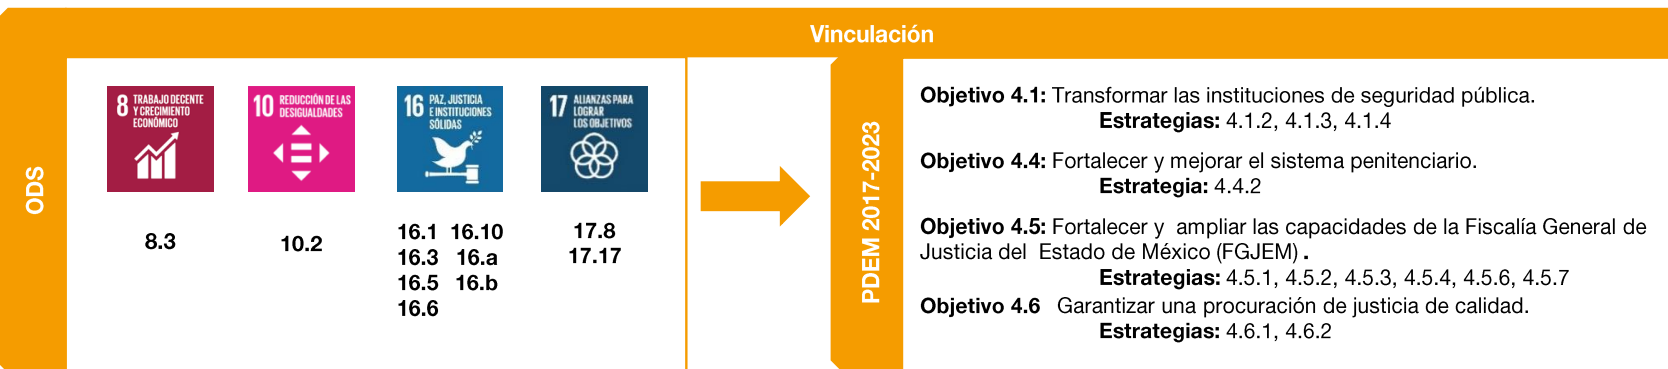 Vinculación
ODS
8 TRABAJO DECENTE
Y CRECIMIENTO
ECONÓMICO
10 REDUCCIÓN DE LAS
DESIGUALDADES
16 PAZ, JUSTICIA
E INSTITUCIONES
SÓLIDAS
17 ALIANZAS PARA
LOGRAR
LOS OBJETIVOS
8.3
10.2
16.1 16.10
16.3 16.a
16.5 16.b
16.6
17.8
17.17
PDEM 2017-2023
Objetivo 4.1: Transformar las instituciones de seguridad pública.
Estrategias: 4.1.2, 4.1.3, 4.1.4
Objetivo 4.4: Fortalecer y mejorar el sistema penitenciario.
Estrategia: 4.4.2
Objetivo 4.5: Fortalecer y ampliar las capacidades de la Fiscalía General de
Justicia del Estado de México (FGJEM) .
Estrategias: 4.5.1, 4.5.2, 4.5.3, 4.5.4, 4.5.6, 4.5.7
Objetivo 4.6 Garantizar una procuración de justicia de calidad.
Estrategias: 4.6.1, 4.6.2